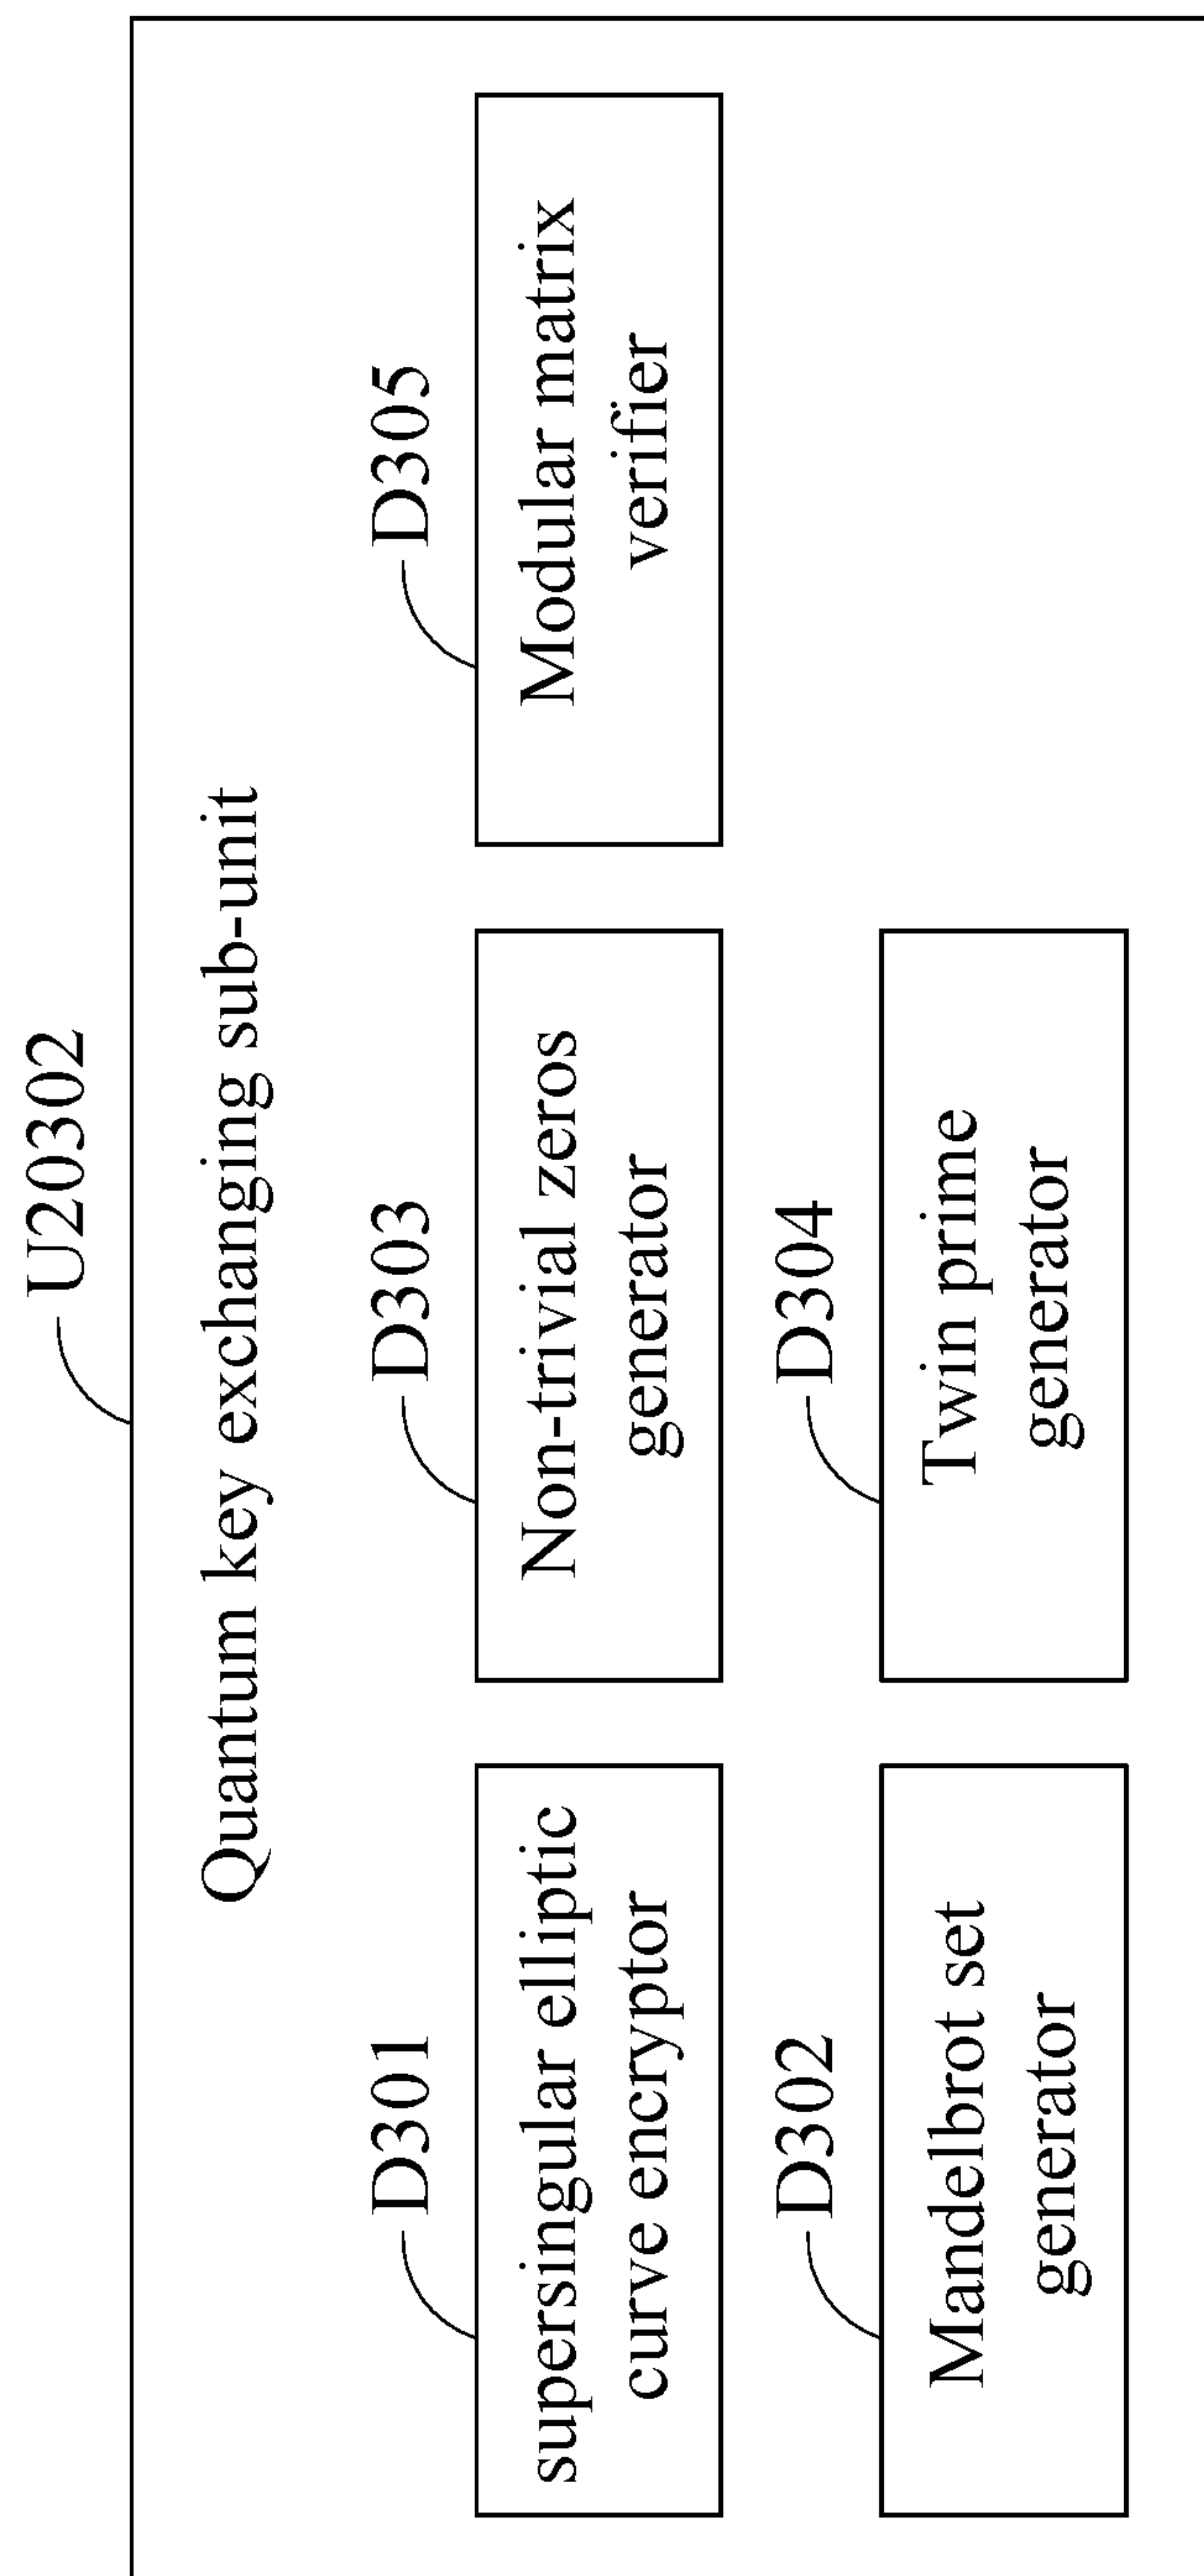 U20302
Quantum key exchanging sub-unit
D301
supersingular elliptic
curve encryptor
D303
Non-trivial zeros
generator
D305
Modular matrix
verifier
D302
Mandelbrot set
generator
D304
Twin prime
generator